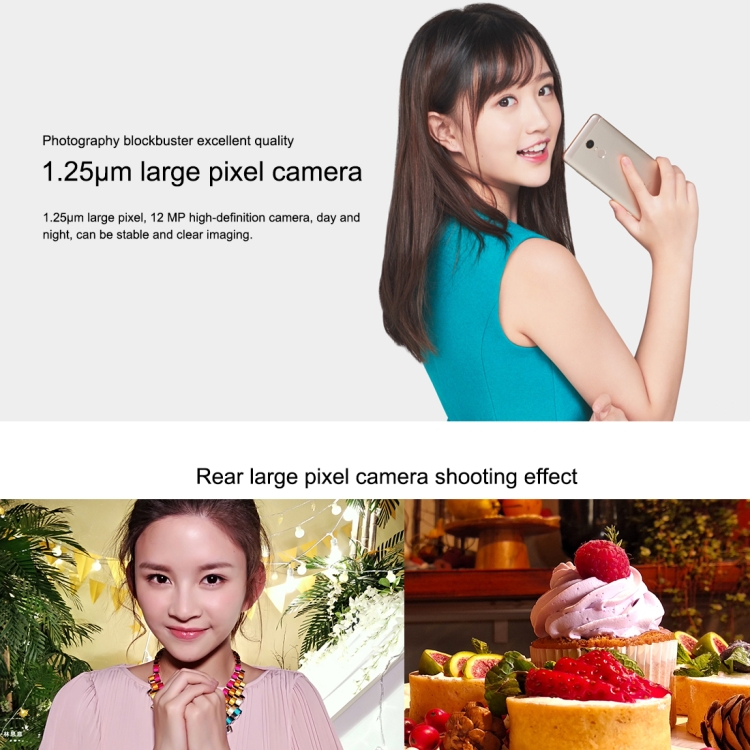 Photography blockbuster excellent quality
1.25μm large pixel camera
1.25μm large pixel, 12 MP high-definition camera, day and
night, can be stable and clear imaging.
Rear large pixel camera shooting effect